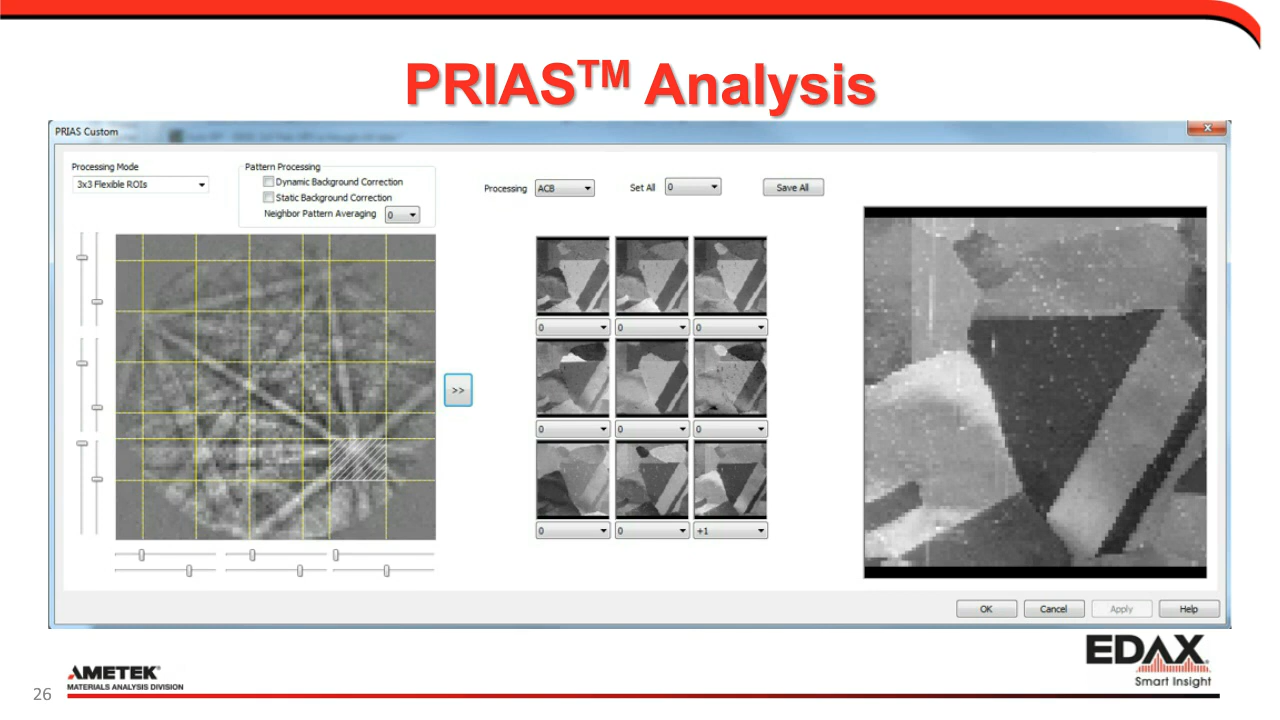 PRIAS™ Analysis
PRIAS Custom
Processing Mode
3x3 Flexible ROIs
Pattern Processing
Dynamic Background Correction
Static Background Correction
Neighbor Pattern Averaging 0
Processing ACB Set All 0 Save All
>>
0 0 0
0 0 0
0 0 +1
OK Cancel Apply Help
EDAX
Smart Insight
AMETEK®
MATERIALS ANALYSIS DIVISION
26